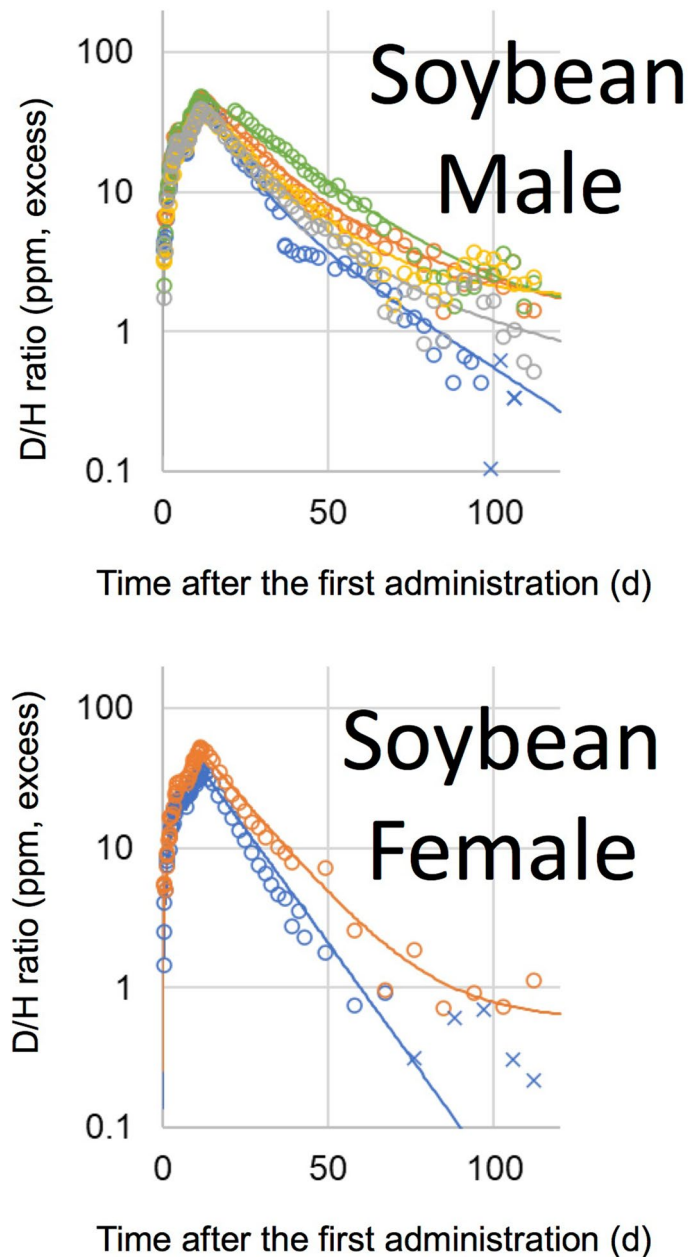 Soybean
Male
D/H ratio (ppm, excess)
100
10
1
0.1
0 50 100
Time after the first administration (d)
Soybean
Female
D/H ratio (ppm, excess)
100
10
1
0.1
0 50 100
Time after the first administration (d)